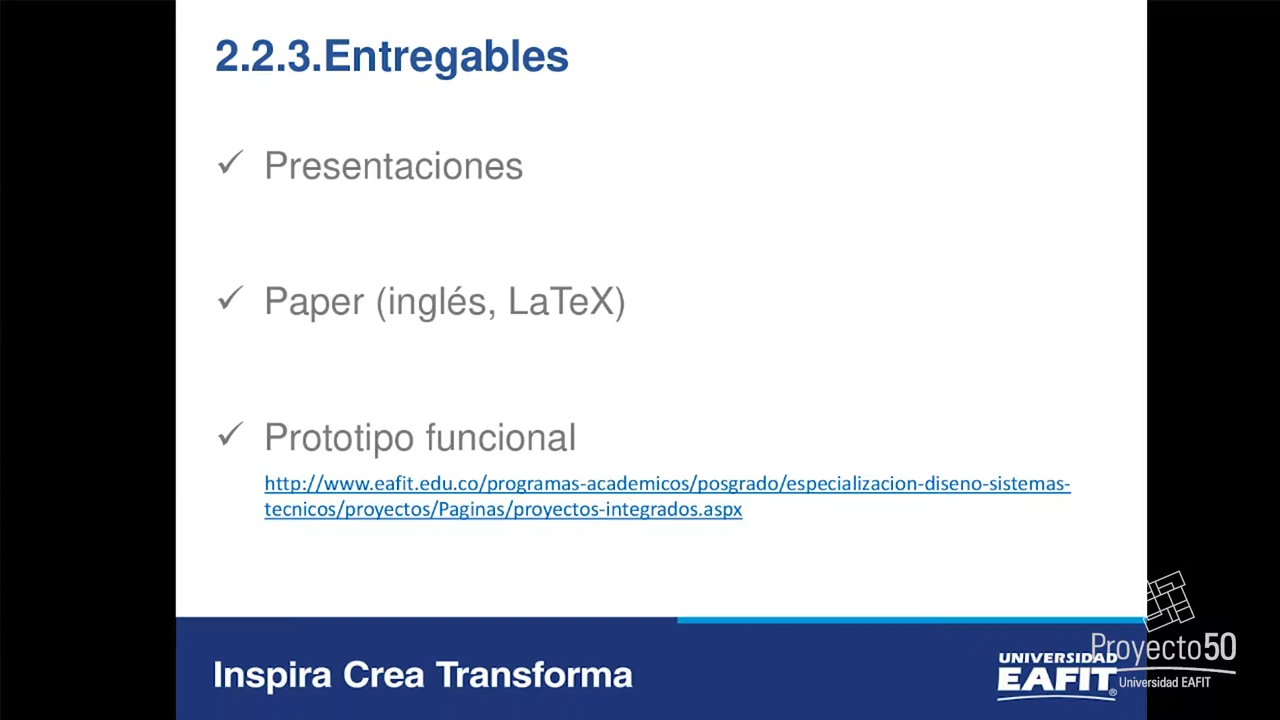 2.2.3.Entregables
✓ Presentaciones
✓ Paper (inglés, LaTeX)
✓ Prototipo funcional
http://www.eafit.edu.co/programas-academicos/posgrado/especializacion-diseno-sistemas-
tecnicos/proyectos/Paginas/proyectos-integrados.aspx
Inspira Crea Transforma
UNIVERSIDAD
EAFIT®
Proyecto50
Universidad EAFIT